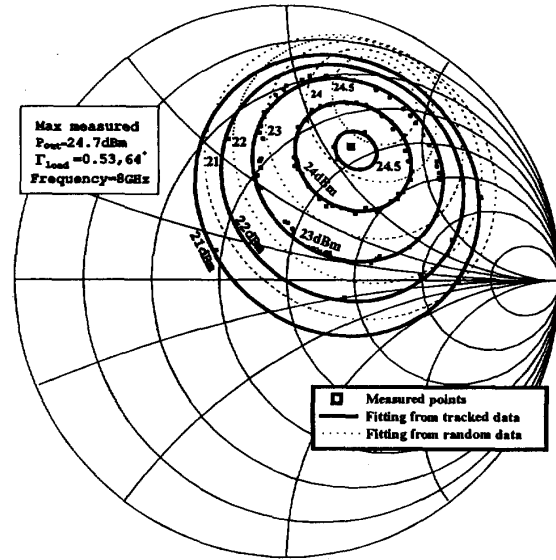 Max measured
Pout=24.7dBm
ΓLoad=0.53,64°
Frequency=8GHz
24.5
24
23
22
21
24.5
24dBm
23dBm
22dBm
21dBm
Measured points
Fitting from tracked data
Fitting from random data